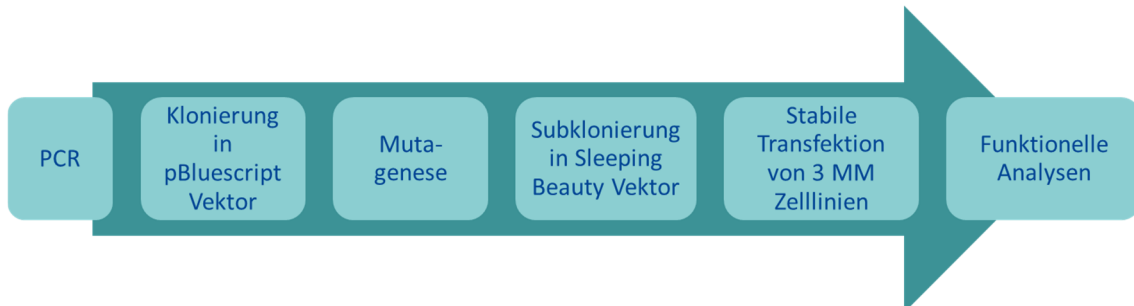 PCR
Klonierung
in
pBluescript
Vektor
Muta-
genese
Subklonierung
in Sleeping
Beauty Vektor
Stabile
Transfektion
von 3 MM
Zelllinien
Funktionelle
Analysen